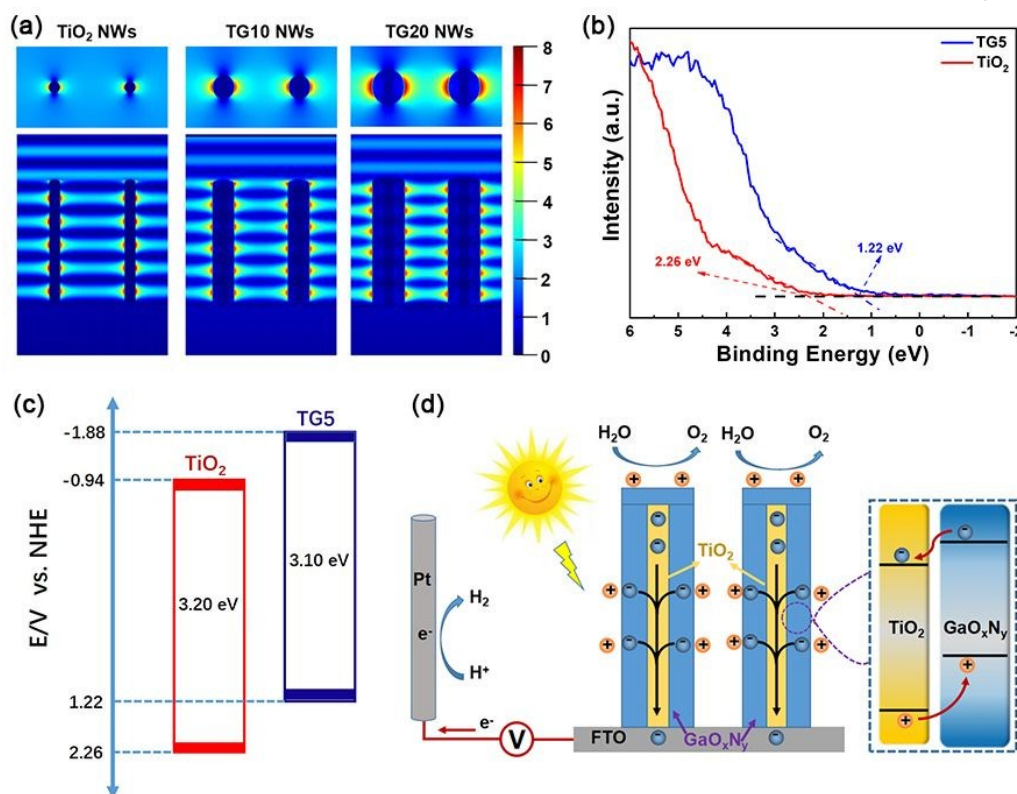 (a)
TiO₂ NWs
TG10 NWs
TG20 NWs
8
7
6
5
4
3
2
1
0
(b)
TG5
TiO₂
Intensity (a.u.)
2.26 eV
1.22 eV
6 5 4 3 2 1 0 -1 -2
Binding Energy (eV)
(c)
E/V vs. NHE
-1.88
-0.94
1.22
2.26
TiO₂
3.20 eV
TG5
3.10 eV
(d)
H₂O
O₂
H₂O
O₂
Pt
e⁻
H₂
H⁺
e⁻
V
FTO
TiO₂
GaOₓNᵧ
TiO₂
GaOₓNᵧ